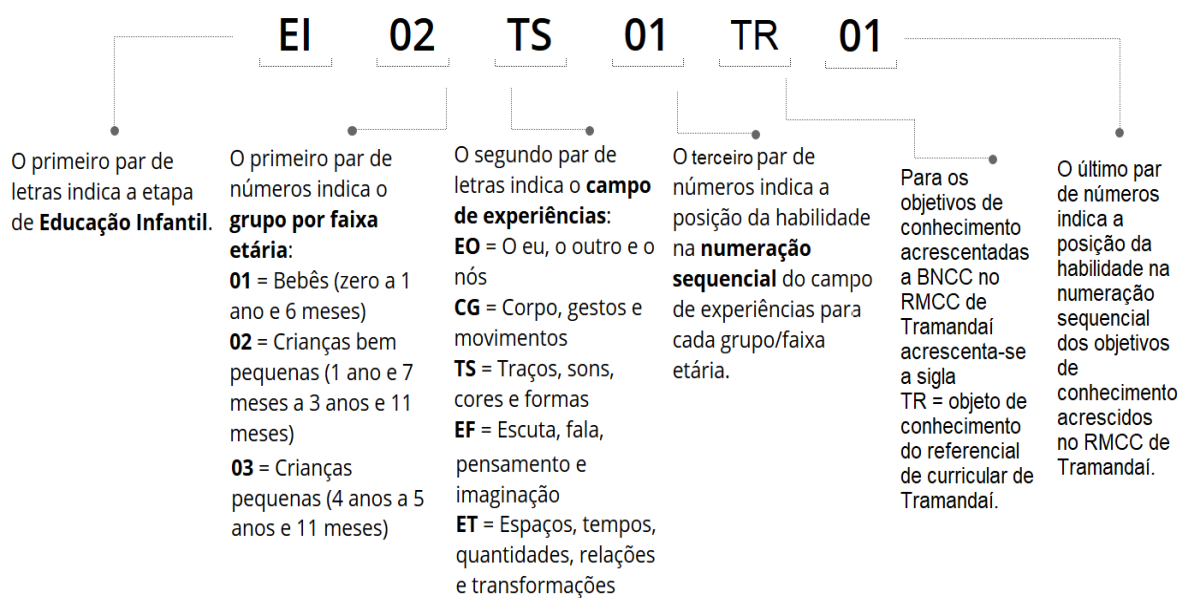 EI 02 TS 01 TR 01
O primeiro par de
letras indica a etapa
de Educação Infantil.
O primeiro par de
números indica o
grupo por faixa
etária:
01 = Bebês (zero a 1
ano e 6 meses)
02 = Crianças bem
pequenas (1 ano e 7
meses a 3 anos e 11
meses)
03 = Crianças
pequenas (4 anos a 5
anos e 11 meses)
O segundo par de
letras indica o campo
de experiências:
EO = O eu, o outro e o
nós
CG = Corpo, gestos e
movimentos
TS = Traços, sons,
cores e formas
EF = Escuta, fala,
pensamento e
imaginação
ET = Espaços, tempos,
quantidades, relações
e transformações
O terceiro par de
números indica a
posição da habilidade
na numeração
sequencial do campo
de experiências para
cada grupo/faixa
etária.
Para os
objetivos de
conhecimento
acrescentadas
a BNCC no
RMCC de
Tramandaí
acrescenta-se
a sigla
TR = objeto de
conhecimento
do referencial
de curricular de
Tramandaí.
O último par
de números
indica a
posição da
habilidade na
numeração
sequencial
dos objetivos
de
conhecimento
acrescidos
no RMCC de
Tramandaí.